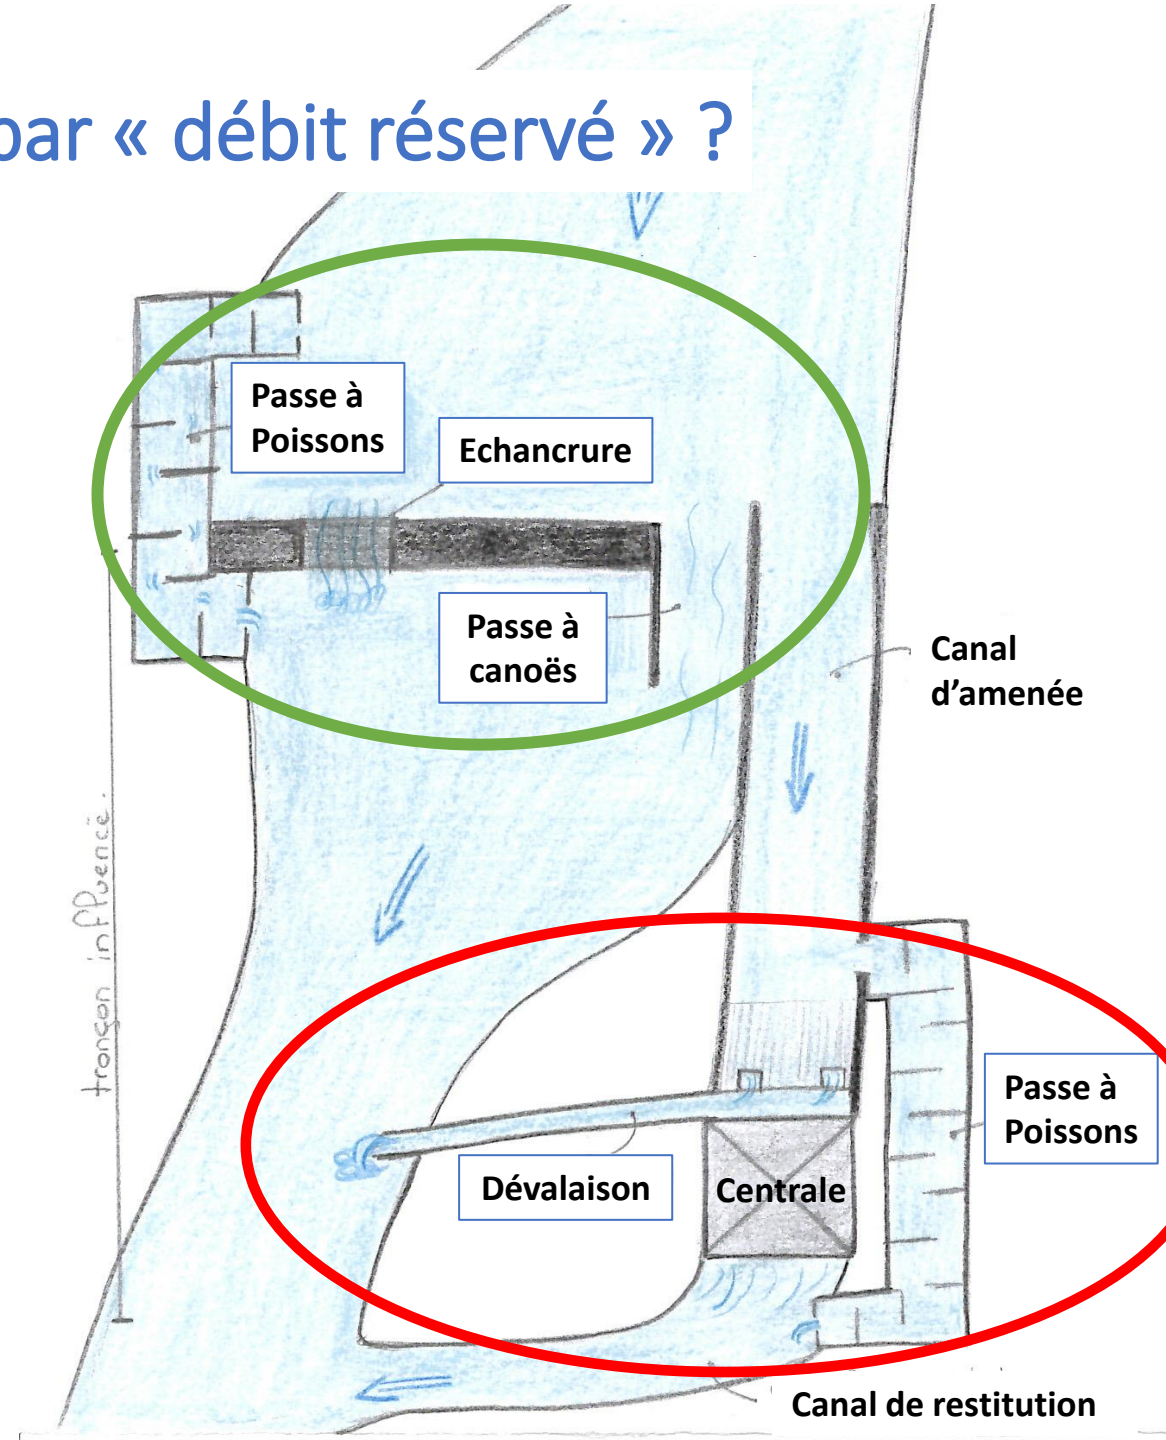 par « débit réservé » ?
Passe à
Poissons
Echancrure
Passe à
canoës
Canal
d’amenée
tronçon influencé.
Passe à
Poissons
Dévalaison
Centrale
Canal de restitution